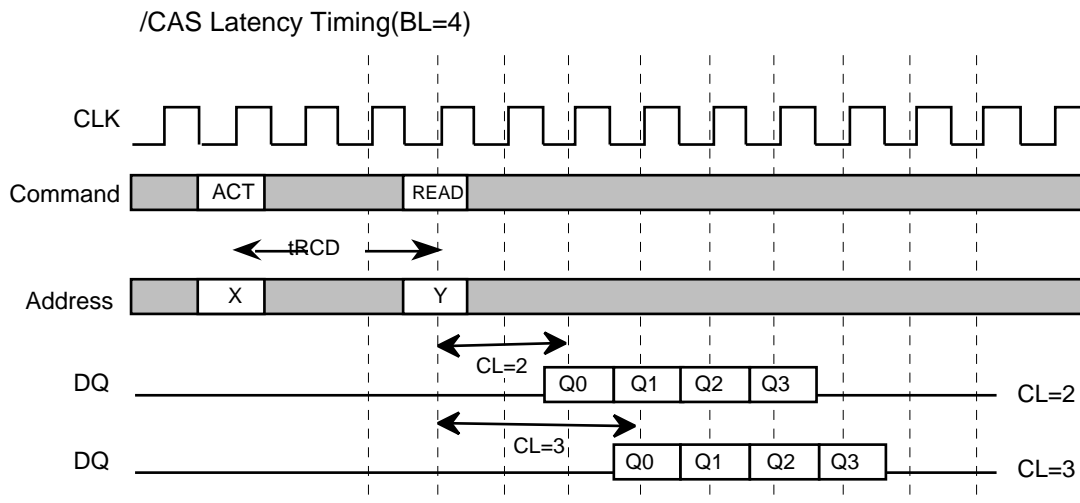 /CAS Latency Timing(BL=4)
CLK
Command ACT READ
tRCD
Address X Y
CL=2
DQ Q0 Q1 Q2 Q3 CL=2
CL=3
DQ Q0 Q1 Q2 Q3 CL=3